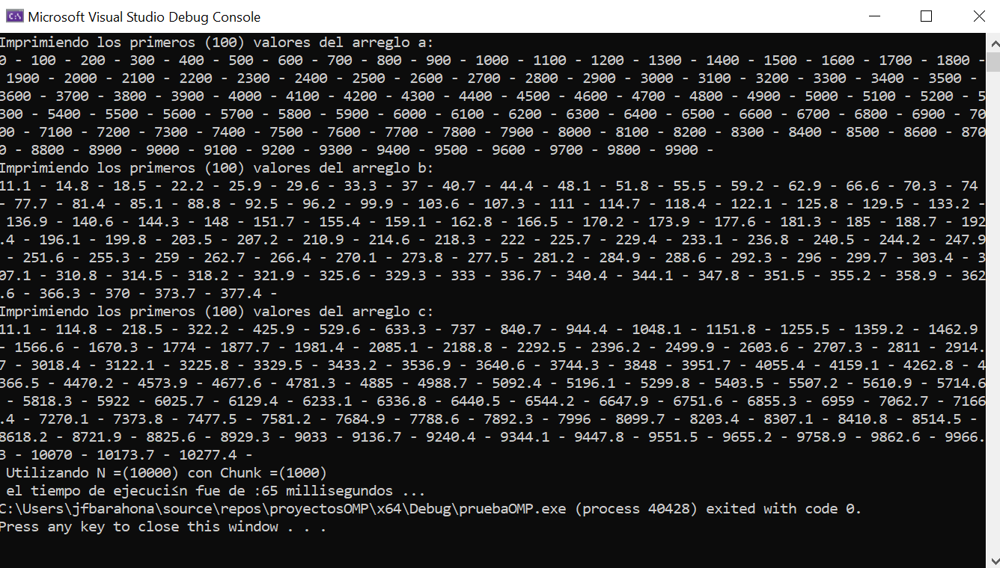 Microsoft Visual Studio Debug Console
Imprimiendo los primeros (100) valores del arreglo a:
0 - 100 - 200 - 300 - 400 - 500 - 600 - 700 - 800 - 900 - 1000 - 1100 - 1200 - 1300 - 1400 - 1500 - 1600 - 1700 - 1800 -
1900 - 2000 - 2100 - 2200 - 2300 - 2400 - 2500 - 2600 - 2700 - 2800 - 2900 - 3000 - 3100 - 3200 - 3300 - 3400 - 3500 -
3600 - 3700 - 3800 - 3900 - 4000 - 4100 - 4200 - 4300 - 4400 - 4500 - 4600 - 4700 - 4800 - 4900 - 5000 - 5100 - 5200 - 5
300 - 5400 - 5500 - 5600 - 5700 - 5800 - 5900 - 6000 - 6100 - 6200 - 6300 - 6400 - 6500 - 6600 - 6700 - 6800 - 6900 - 70
00 - 7100 - 7200 - 7300 - 7400 - 7500 - 7600 - 7700 - 7800 - 7900 - 8000 - 8100 - 8200 - 8300 - 8400 - 8500 - 8600 - 870
0 - 8800 - 8900 - 9000 - 9100 - 9200 - 9300 - 9400 - 9500 - 9600 - 9700 - 9800 - 9900 -
Imprimiendo los primeros (100) valores del arreglo b:
11.1 - 14.8 - 18.5 - 22.2 - 25.9 - 29.6 - 33.3 - 37 - 40.7 - 44.4 - 48.1 - 51.8 - 55.5 - 59.2 - 62.9 - 66.6 - 70.3 - 74
- 77.7 - 81.4 - 85.1 - 88.8 - 92.5 - 96.2 - 99.9 - 103.6 - 107.3 - 111 - 114.7 - 118.4 - 122.1 - 125.8 - 129.5 - 133.2 -
136.9 - 140.6 - 144.3 - 148 - 151.7 - 155.4 - 159.1 - 162.8 - 166.5 - 170.2 - 173.9 - 177.6 - 181.3 - 185 - 188.7 - 192
.4 - 196.1 - 199.8 - 203.5 - 207.2 - 210.9 - 214.6 - 218.3 - 222 - 225.7 - 229.4 - 233.1 - 236.8 - 240.5 - 244.2 - 247.9
- 251.6 - 255.3 - 259 - 262.7 - 266.4 - 270.1 - 273.8 - 277.5 - 281.2 - 284.9 - 288.6 - 292.3 - 296 - 299.7 - 303.4 - 3
07.1 - 310.8 - 314.5 - 318.2 - 321.9 - 325.6 - 329.3 - 333 - 336.7 - 340.4 - 344.1 - 347.8 - 351.5 - 355.2 - 358.9 - 362
.6 - 366.3 - 370 - 373.7 - 377.4 -
Imprimiendo los primeros (100) valores del arreglo c:
11.1 - 114.8 - 218.5 - 322.2 - 425.9 - 529.6 - 633.3 - 737 - 840.7 - 944.4 - 1048.1 - 1151.8 - 1255.5 - 1359.2 - 1462.9
- 1566.6 - 1670.3 - 1774 - 1877.7 - 1981.4 - 2085.1 - 2188.8 - 2292.5 - 2396.2 - 2499.9 - 2603.6 - 2707.3 - 2811 - 2914.
7 - 3018.4 - 3122.1 - 3225.8 - 3329.5 - 3433.2 - 3536.9 - 3640.6 - 3744.3 - 3848 - 3951.7 - 4055.4 - 4159.1 - 4262.8 - 4
366.5 - 4470.2 - 4573.9 - 4677.6 - 4781.3 - 4885 - 4988.7 - 5092.4 - 5196.1 - 5299.8 - 5403.5 - 5507.2 - 5610.9 - 5714.6
- 5818.3 - 5922 - 6025.7 - 6129.4 - 6233.1 - 6336.8 - 6440.5 - 6544.2 - 6647.9 - 6751.6 - 6855.3 - 6959 - 7062.7 - 7166
.4 - 7270.1 - 7373.8 - 7477.5 - 7581.2 - 7684.9 - 7788.6 - 7892.3 - 7996 - 8099.7 - 8203.4 - 8307.1 - 8410.8 - 8514.5 -
8618.2 - 8721.9 - 8825.6 - 8929.3 - 9033 - 9136.7 - 9240.4 - 9344.1 - 9447.8 - 9551.5 - 9655.2 - 9758.9 - 9862.6 - 9966.
3 - 10070 - 10173.7 - 10277.4 -
Utilizando N =(10000) con Chunk =(1000)
el tiempo de ejecuci≤n fue de :65 millisegundos ...
C:\Users\jfbarahona\source\repos\proyectosOMP\x64\Debug\pruebaOMP.exe (process 40428) exited with code 0.
Press any key to close this window . . .